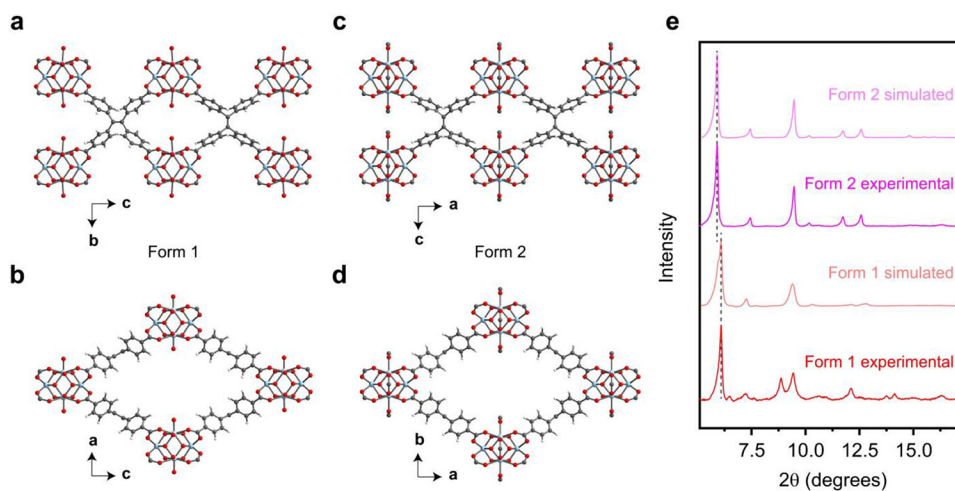 a
c
b
Form 1
c
a
c
Form 2
b
a
c
d
b
a
e
Form 2 simulated
Form 2 experimental
Form 1 simulated
Form 1 experimental
Intensity
7.5 10.0 12.5 15.0
2θ (degrees)